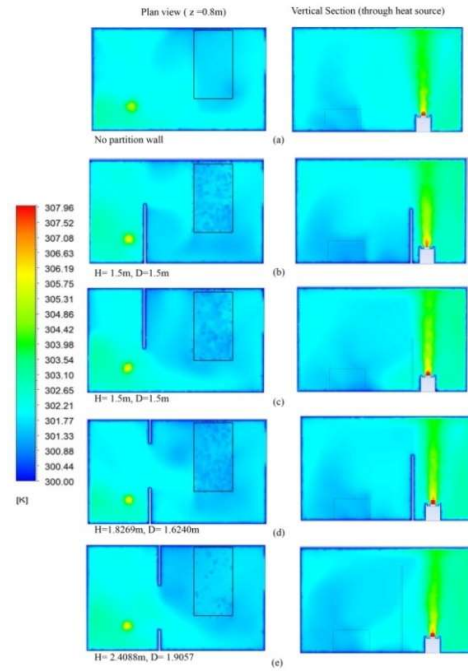 Plan view ( z =0.8m)
Vertical Section (through heat source)
No partition wall
(a)
H= 1.5m, D=1.5m
(b)
H= 1.5m, D=1.5m
(c)
H=1.8269m, D= 1.6240m
(d)
H= 2.4088m, D= 1.9057
(e)
307.96
307.52
307.08
306.63
306.19
305.75
305.31
304.86
304.42
303.98
303.54
303.10
302.65
302.21
301.77
301.33
300.88
300.44
300.00
[K]